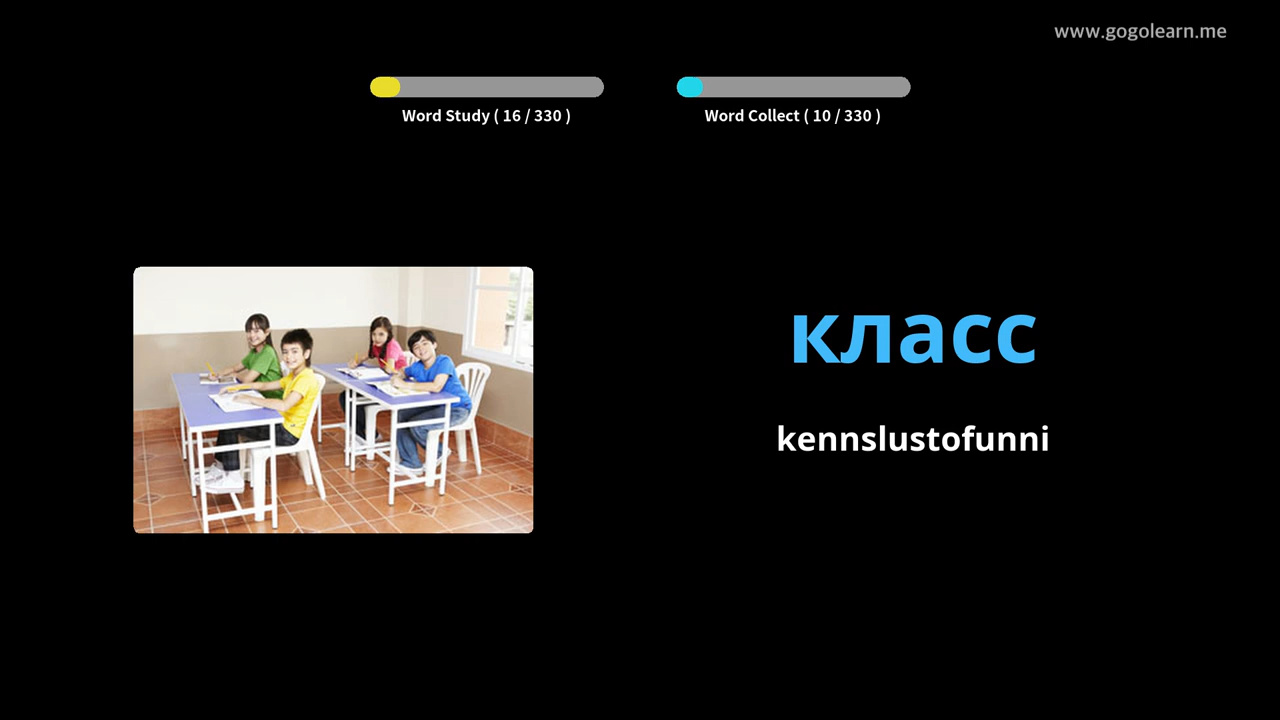 www.gogolearn.me
Word Study ( 16 / 330 )
Word Collect ( 10 / 330 )
класс
kennslustofunni